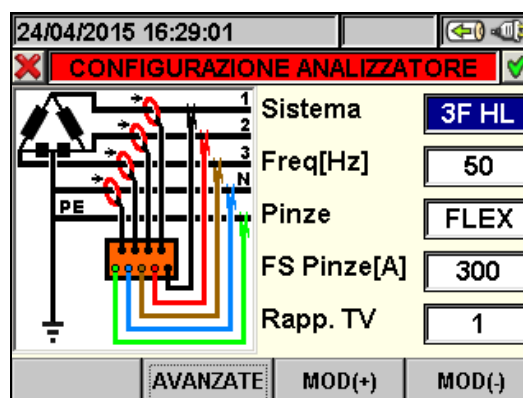 24/04/2015 16:29:01
CONFIGURAZIONE ANALIZZATORE
1
2
3
N
PE
Sistema 3F HL
Freq[Hz] 50
Pinze FLEX
FS Pinze[A] 300
Rapp. TV 1
AVANZATE MOD(+) MOD(-)